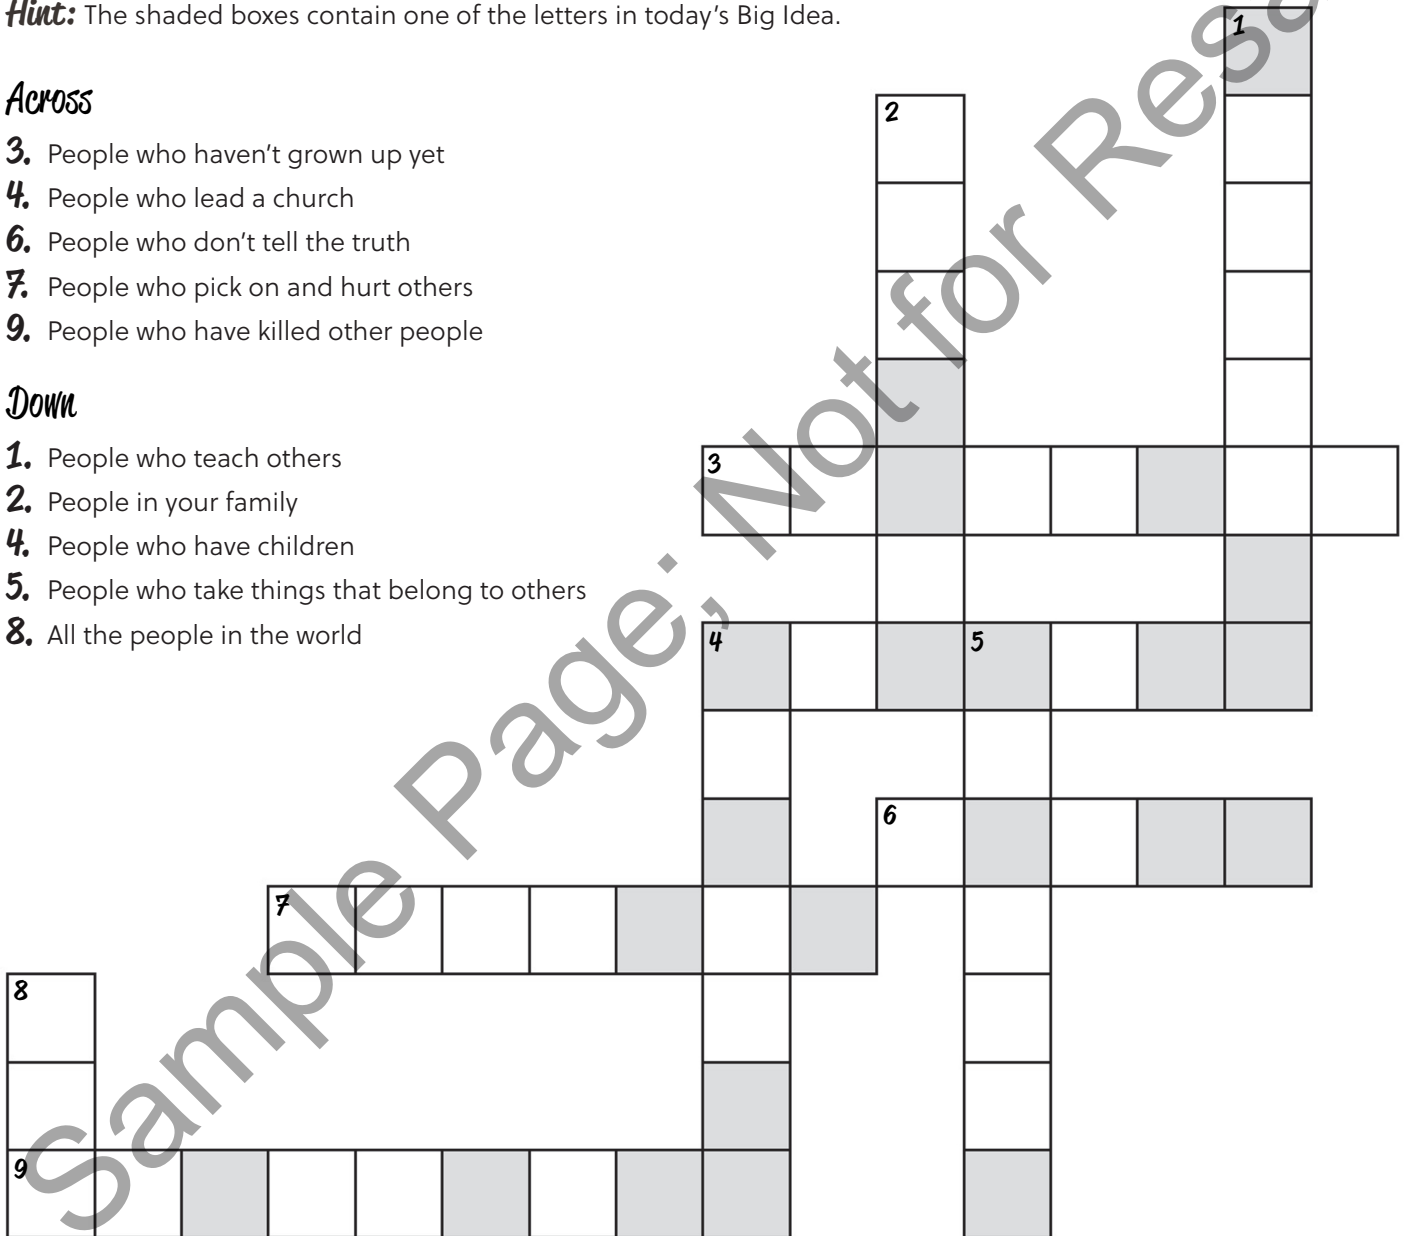 Hint: The shaded boxes contain one of the letters in today's Big Idea.
Across
3. People who haven't grown up yet
4. People who lead a church
6. People who don't tell the truth
7. People who pick on and hurt others
9. People who have killed other people
Down
1. People who teach others
2. People in your family
4. People who have children
5. People who take things that belong to others
8. All the people in the world
1
2
3
4
5
6
7
8
9
Sample Page; Not for Resa